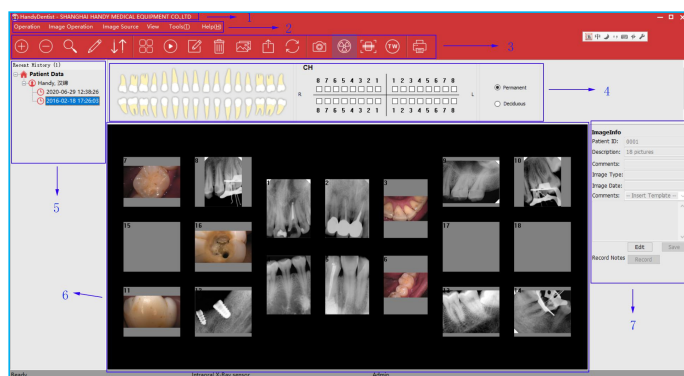 HandyDentist - SHANGHAI HANDY MEDICAL EQUIPMENT CO.,LTD
1
Operation Image Operation Image Source View Tools(T) Help(H)
2
TW
3
Recent History (1)
Patient Data
Handy, 汉缔
2020-06-29 12:38:26
2016-02-18 17:26:03
CH
8 7 6 5 4 3 2 1 1 2 3 4 5 6 7 8
R L
8 7 6 5 4 3 2 1 1 2 3 4 5 6 7 8
Permanent
Deciduous
4
5
6
7 8 1 2 3 9 10
15 16 17 18
5 6
11 12 13 14
ImageInfo
Patient ID: 0001
Description: 18 pictures
Comments:
Image Type:
Image Date:
Comments: -- Insert Template --
Edit Save
Record Notes Record
7
Ready Intraoral X-Ray sensor Admin